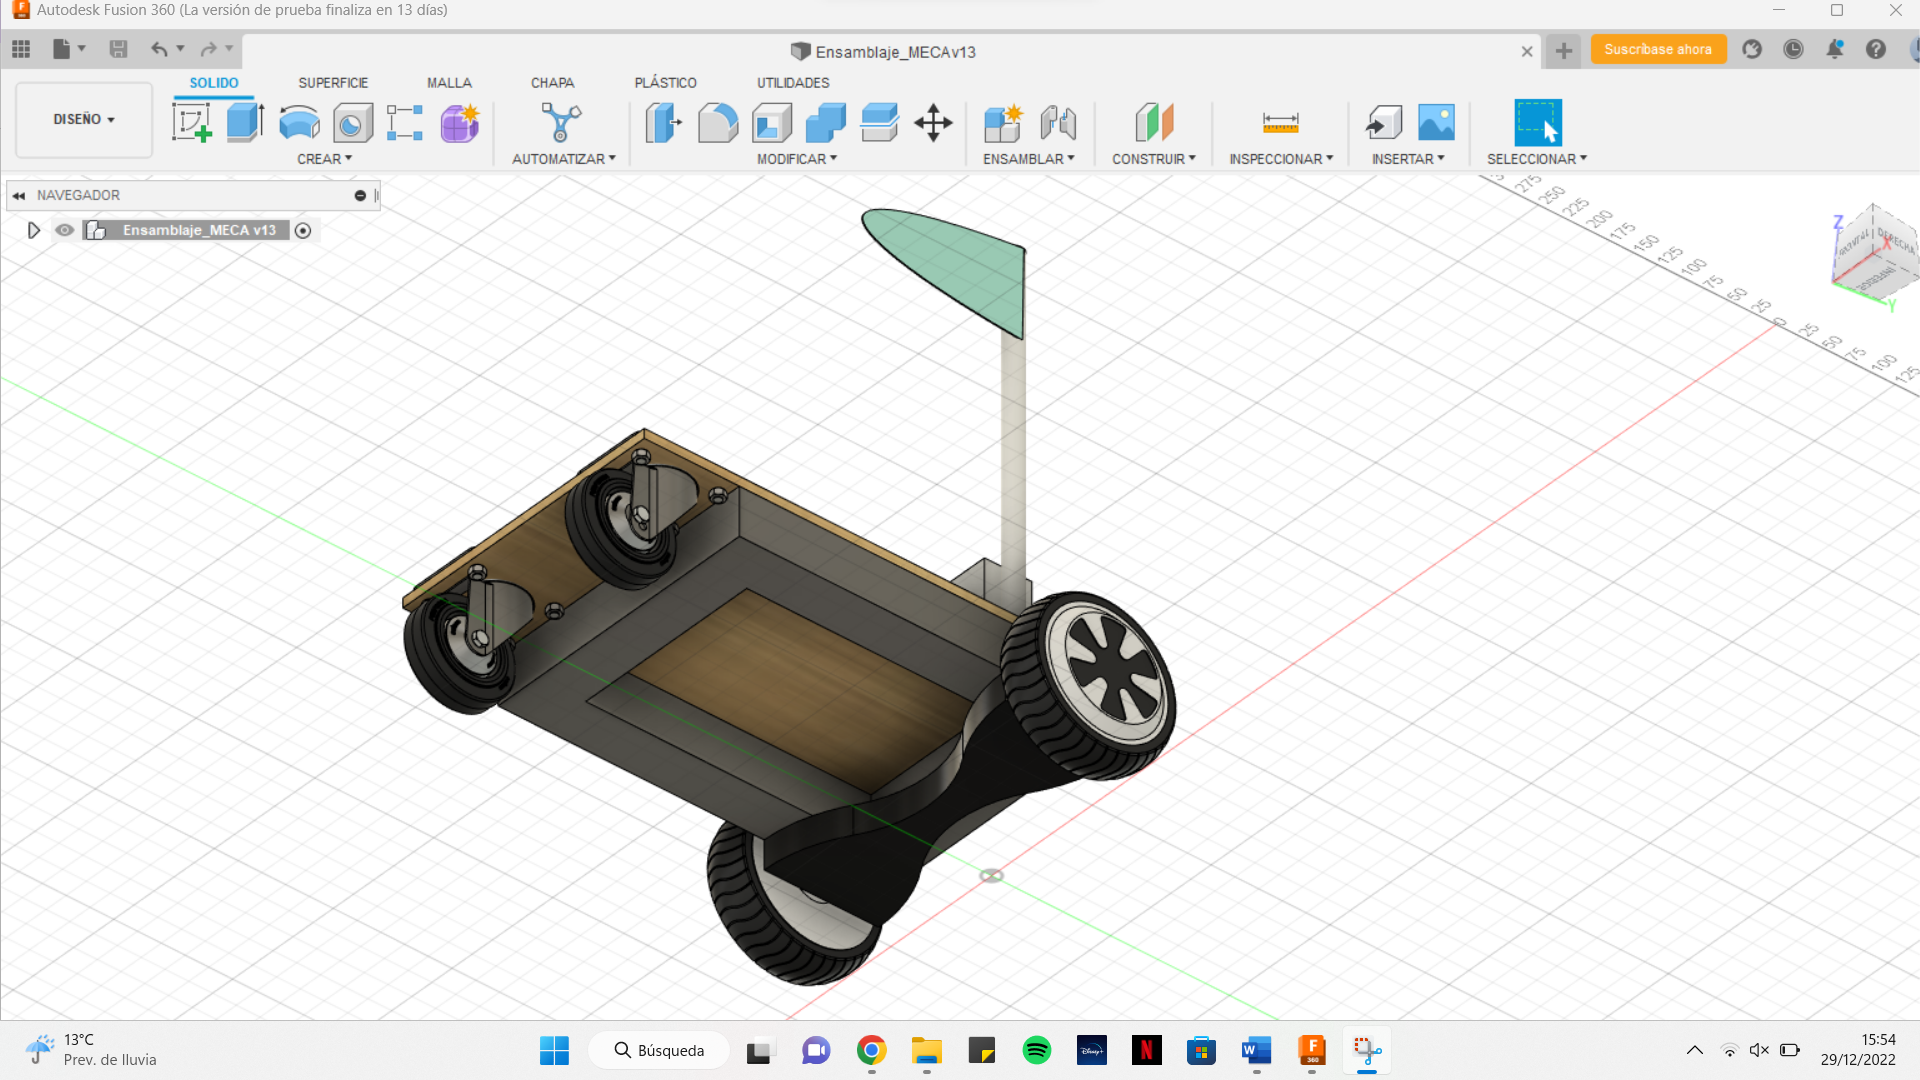 Autodesk Fusion 360 (La versión de prueba finaliza en 13 días)
Ensamblaje_MECAv13
Suscríbase ahora
DISEÑO
SOLIDO
SUPERFICIE
MALLA
CHAPA
PLÁSTICO
UTILIDADES
CREAR
AUTOMATIZAR
MODIFICAR
ENSAMBLAR
CONSTRUIR
INSPECCIONAR
INSERTAR
SELECCIONAR
NAVEGADOR
Ensamblaje_MECA v13
275
250
225
200
175
150
125
100
75
50
25
0
25
50
75
100
125
Z
X
Y
FRONTAL
DERECHA
INFERIOR
13°C
Prev. de lluvia
Búsqueda
Disney+
N
W
F
360
15:54
29/12/2022